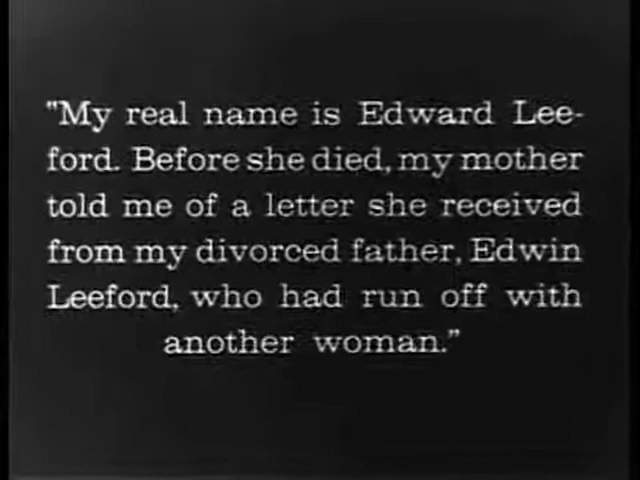 "My real name is Edward Lee-
ford. Before she died, my mother
told me of a letter she received
from my divorced father, Edwin
Leeford, who had run off with
another woman."